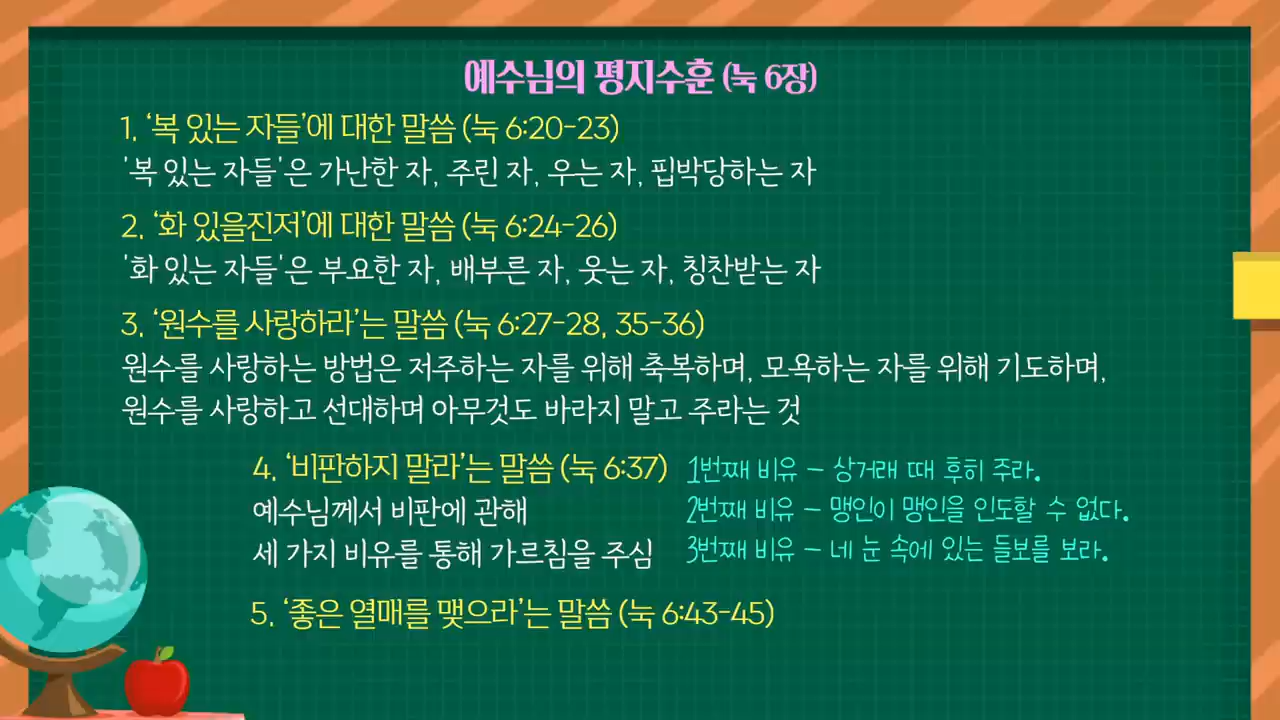 예수님의 평지수훈 (눅 6장)
1. ‘복 있는 자들’에 대한 말씀 (눅 6:20-23)
'복 있는 자들'은 가난한 자, 주린 자, 우는 자, 핍박당하는 자
2. ‘화 있을진저’에 대한 말씀 (눅 6:24-26)
'화 있는 자들'은 부요한 자, 배부른 자, 웃는 자, 칭찬받는 자
3. ‘원수를 사랑하라’는 말씀 (눅 6:27-28, 35-36)
원수를 사랑하는 방법은 저주하는 자를 위해 축복하며, 모욕하는 자를 위해 기도하며,
원수를 사랑하고 선대하며 아무것도 바라지 말고 주라는 것
4. ‘비판하지 말라’는 말씀 (눅 6:37)
예수님께서 비판에 관해
세 가지 비유를 통해 가르침을 주심
1번째 비유 – 상거래 때 후히 주라.
2번째 비유 – 맹인이 맹인을 인도할 수 없다.
3번째 비유 – 네 눈 속에 있는 들보를 보라.
5. ‘좋은 열매를 맺으라’는 말씀 (눅 6:43-45)